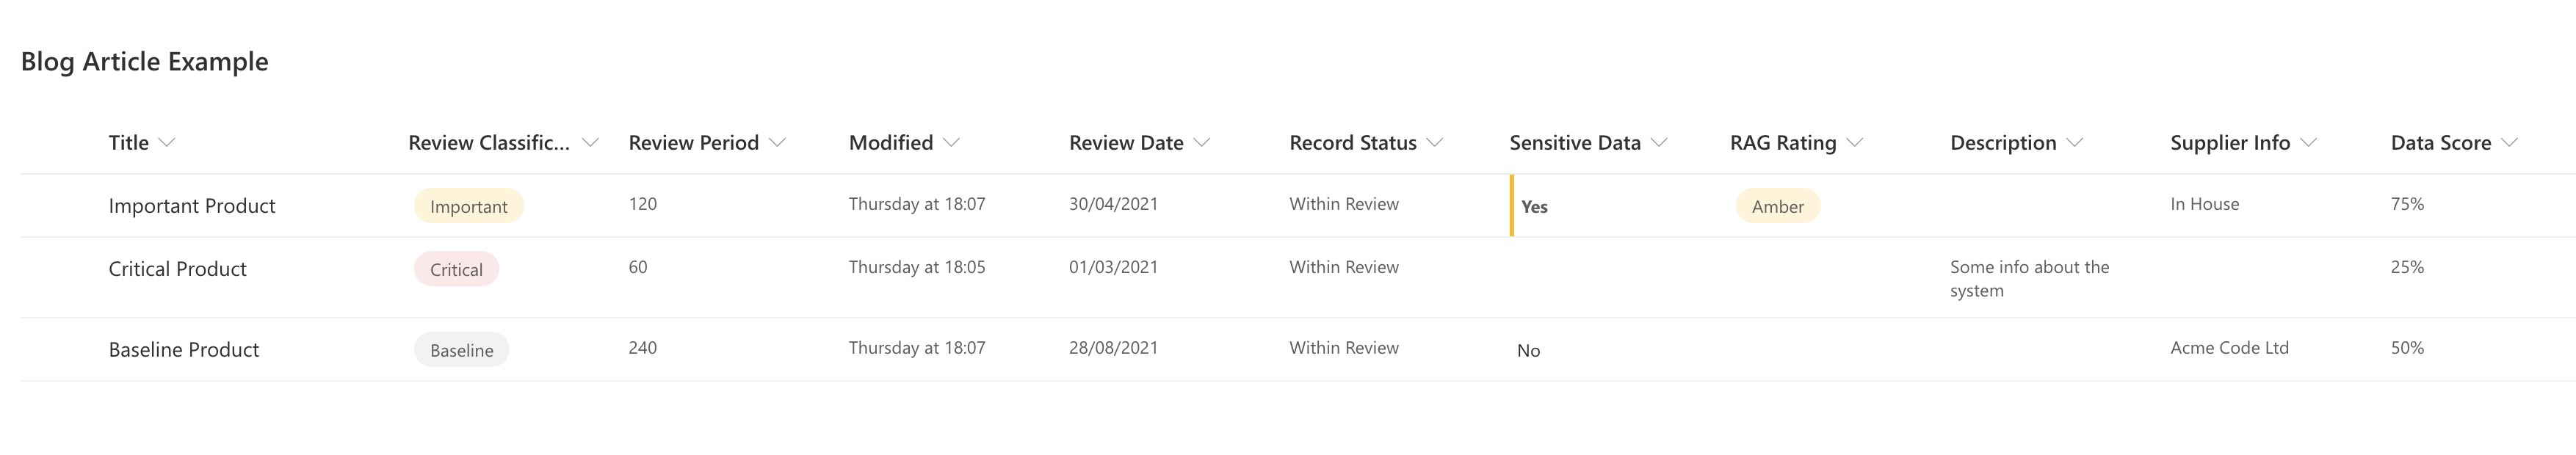 Blog Article Example
Title Review Classific... Review Period Modified Review Date Record Status Sensitive Data RAG Rating Description Supplier Info Data Score
Important Product Important 120 Thursday at 18:07 30/04/2021 Within Review Yes Amber In House 75%
Critical Product Critical 60 Thursday at 18:05 01/03/2021 Within Review Some info about the 25%
system
Baseline Product Baseline 240 Thursday at 18:07 28/08/2021 Within Review No Acme Code Ltd 50%